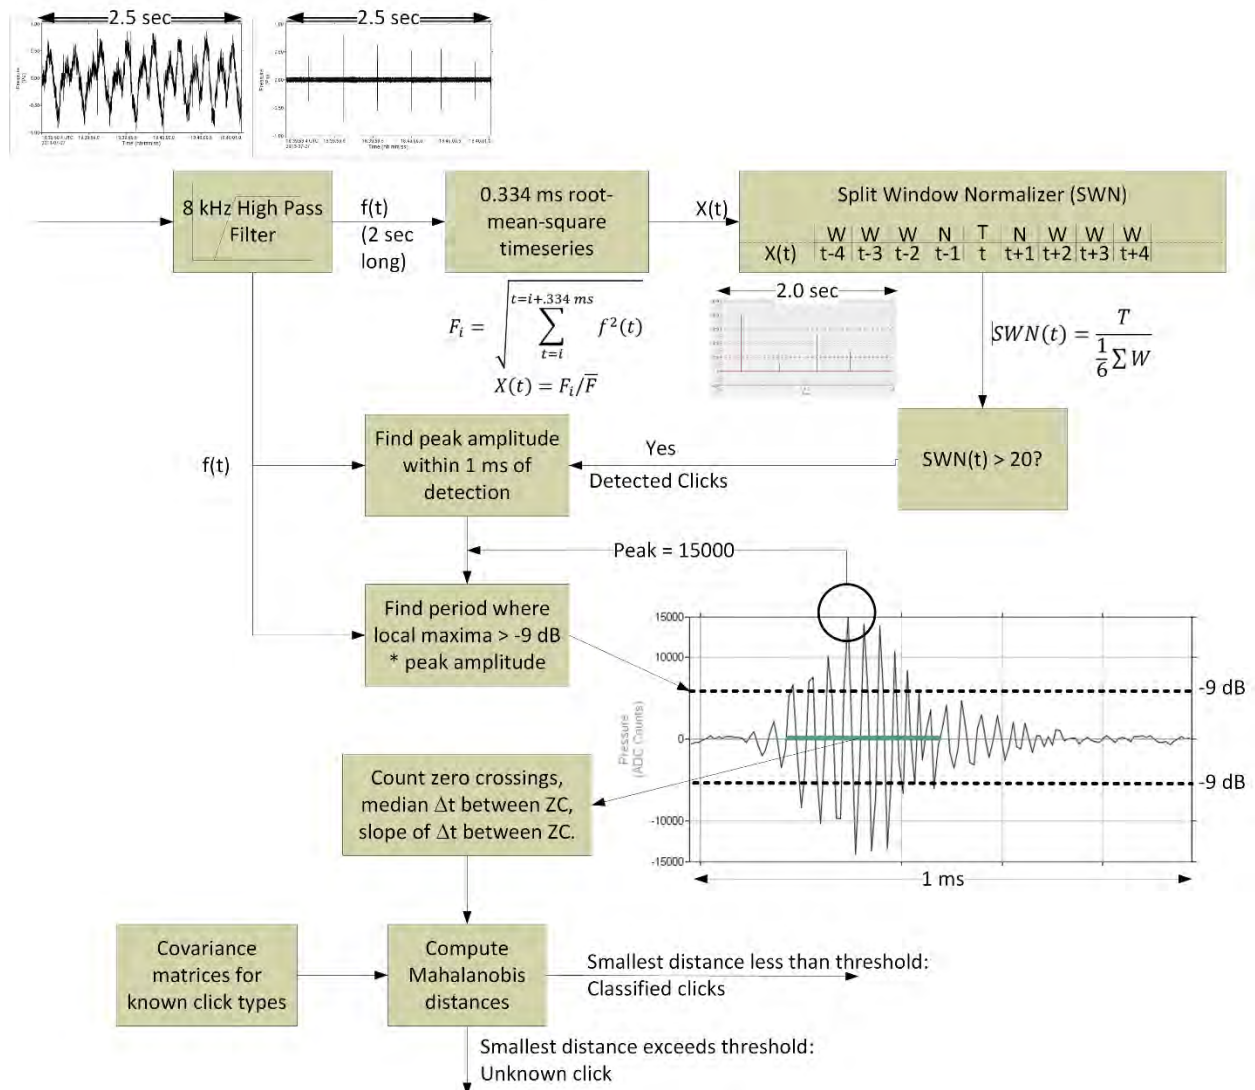 2.5 sec
2.5 sec
8 kHz High Pass
Filter
f(t)
(2 sec
long)
0.334 ms root-
mean-square
timeseries
X(t)
Split Window Normalizer (SWN)
W W W N T N W W W
X(t) t-4 t-3 t-2 t-1 t t+1 t+2 t+3 t+4
F_i = √(∑_{t=i}^{t=i+.334 ms} f²(t))
X(t) = F_i/F̅
2.0 sec
SWN(t) = T / (1/6 ∑ W)
f(t)
Find peak amplitude
within 1 ms of
detection
Yes
Detected Clicks
SWN(t) > 20?
Peak = 15000
Find period where
local maxima > -9 dB
* peak amplitude
15000
10000
-9 dB
0
Pressure
(ADC Counts)
-9 dB
-10000
-15000
1 ms
Count zero crossings,
median Δt between ZC,
slope of Δt between ZC.
Covariance
matrices for
known click types
Compute
Mahalanobis
distances
Smallest distance less than threshold:
Classified clicks
Smallest distance exceeds threshold:
Unknown click